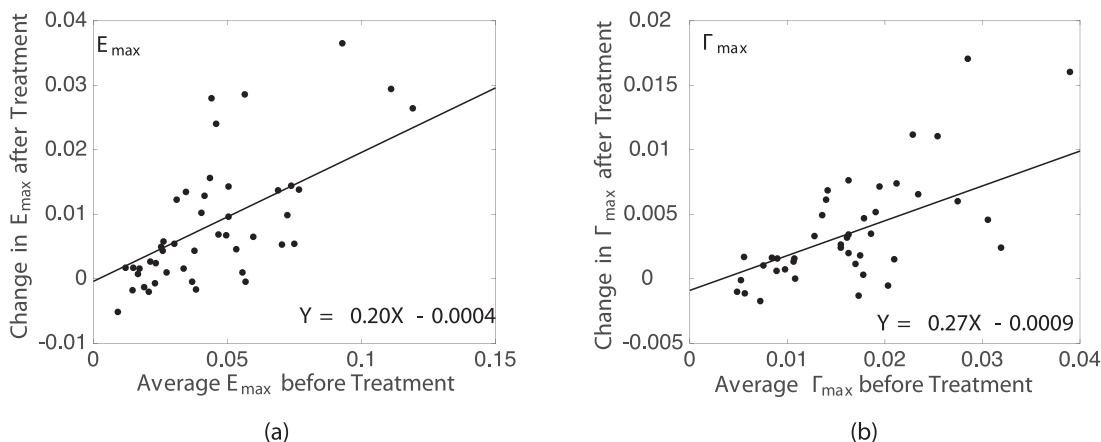 0.04
0.03
0.02
0.01
0
-0.01
Change in E_max after Treatment
E_max
Y = 0.20X - 0.0004
0
0.05
0.1
0.15
Average E_max before Treatment
(a)
0.02
0.015
0.01
0.005
0
-0.005
Change in Γ_max after Treatment
Γ_max
Y = 0.27X - 0.0009
0
0.01
0.02
0.03
0.04
Average Γ_max before Treatment
(b)